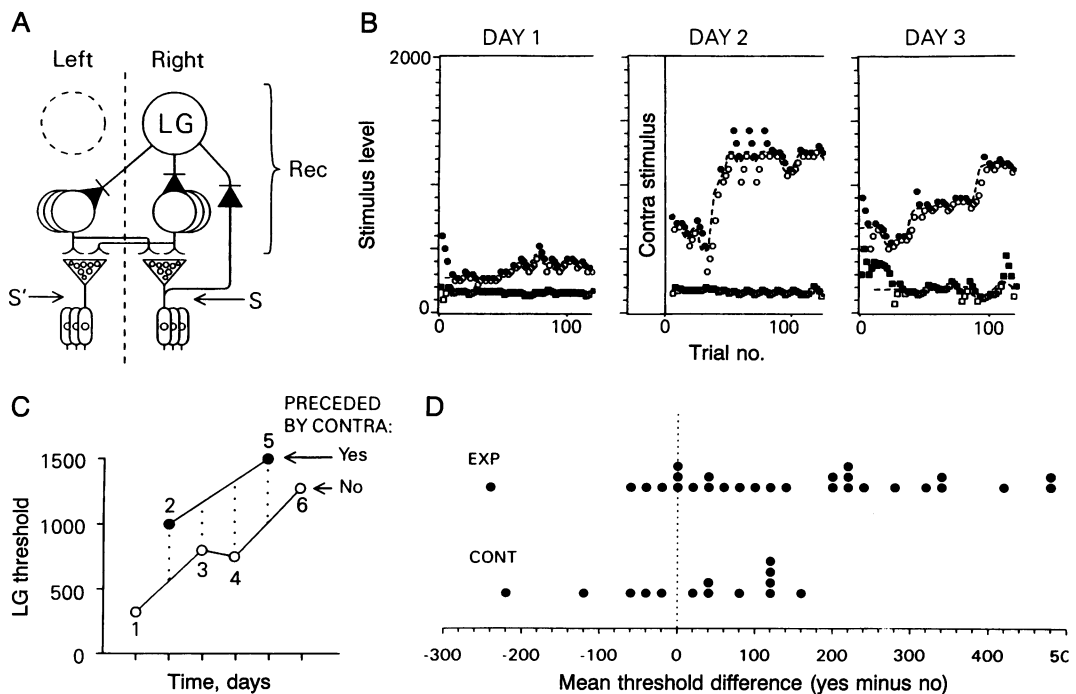 A
Left Right
LG
Rec
S'
S
B
DAY 1 DAY 2 DAY 3
2000
Stimulus level
0
Contra stimulus
0 100 0 100 0 100
Trial no.
C
PRECEDED
BY CONTRA:
Yes
No
1500
1000
500
0
LG threshold
1 2 3 4 5 6
Time, days
D
EXP
CONT
-300 -200 -100 0 100 200 300 400 50
Mean threshold difference (yes minus no)